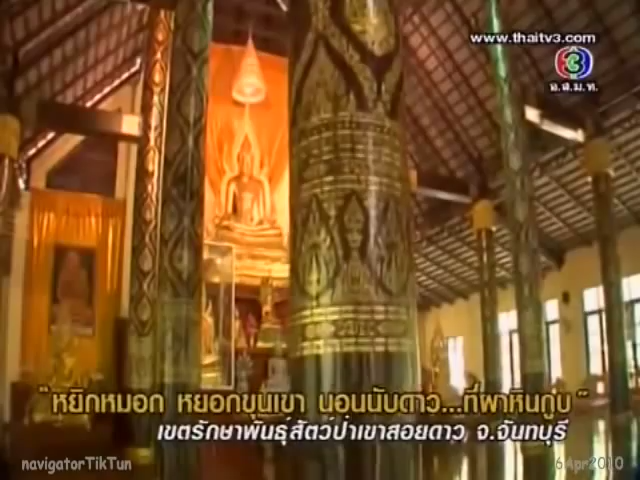 www.thaitv3.com
3
อ.ส.ม.ท.
"หยิกหมอก หยอกขุนเขา นอนนับดาว...ที่ผาหินกูบ"
เขตรักษาพันธุ์สัตว์ป่าเขาสอยดาว จ.จันทบุรี
navigatorTikTun
6Apr2010